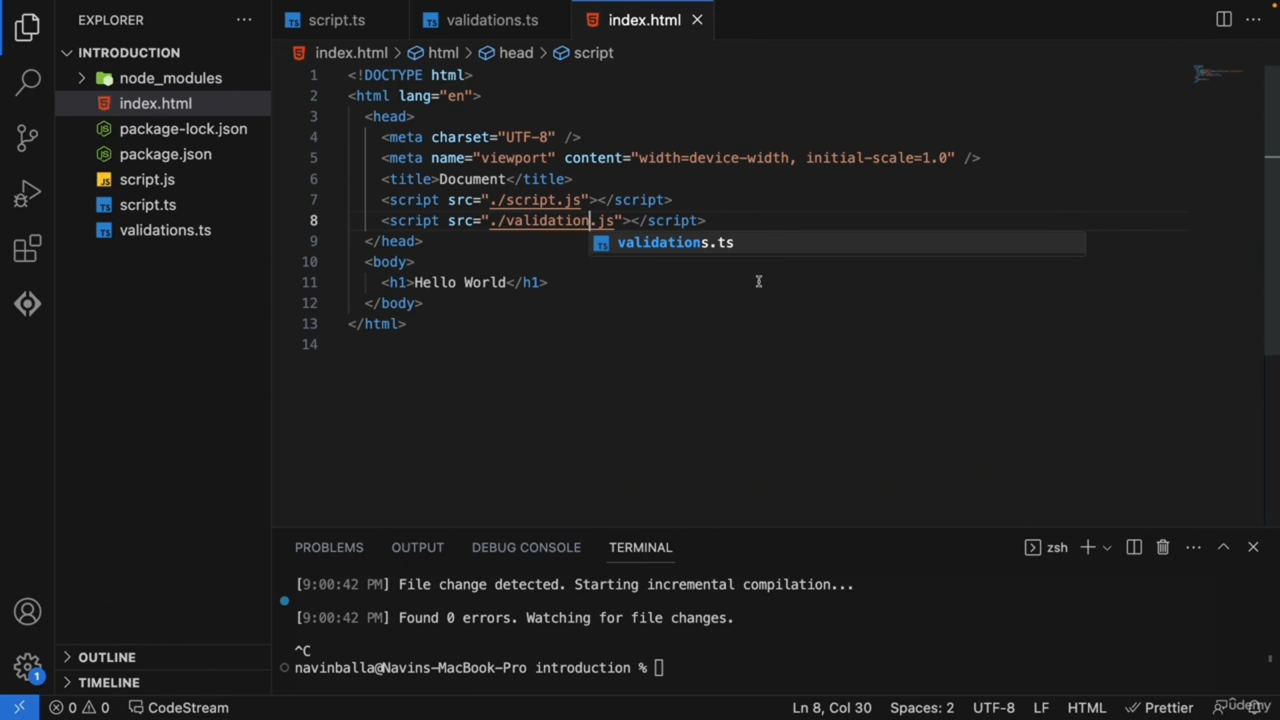 EXPLORER
INTRODUCTION
node_modules
index.html
package-lock.json
package.json
script.js
script.ts
validations.ts
OUTLINE
TIMELINE
script.ts validations.ts index.html
index.html > html > head > script
1 <!DOCTYPE html>
2 <html lang="en">
3 <head>
4 <meta charset="UTF-8" />
5 <meta name="viewport" content="width=device-width, initial-scale=1.0" />
6 <title>Document</title>
7 <script src="./script.js"></script>
8 <script src="./validation.js"></script>
validations.ts
9 </head>
10 <body>
11 <h1>Hello World</h1>
12 </body>
13 </html>
14
PROBLEMS OUTPUT DEBUG CONSOLE TERMINAL zsh
[9:00:42 PM] File change detected. Starting incremental compilation...
[9:00:42 PM] Found 0 errors. Watching for file changes.
^C
navinballa@Navins-MacBook-Pro introduction %
1
0 0 CodeStream Ln 8, Col 30 Spaces: 2 UTF-8 LF HTML Prettier
Udemy